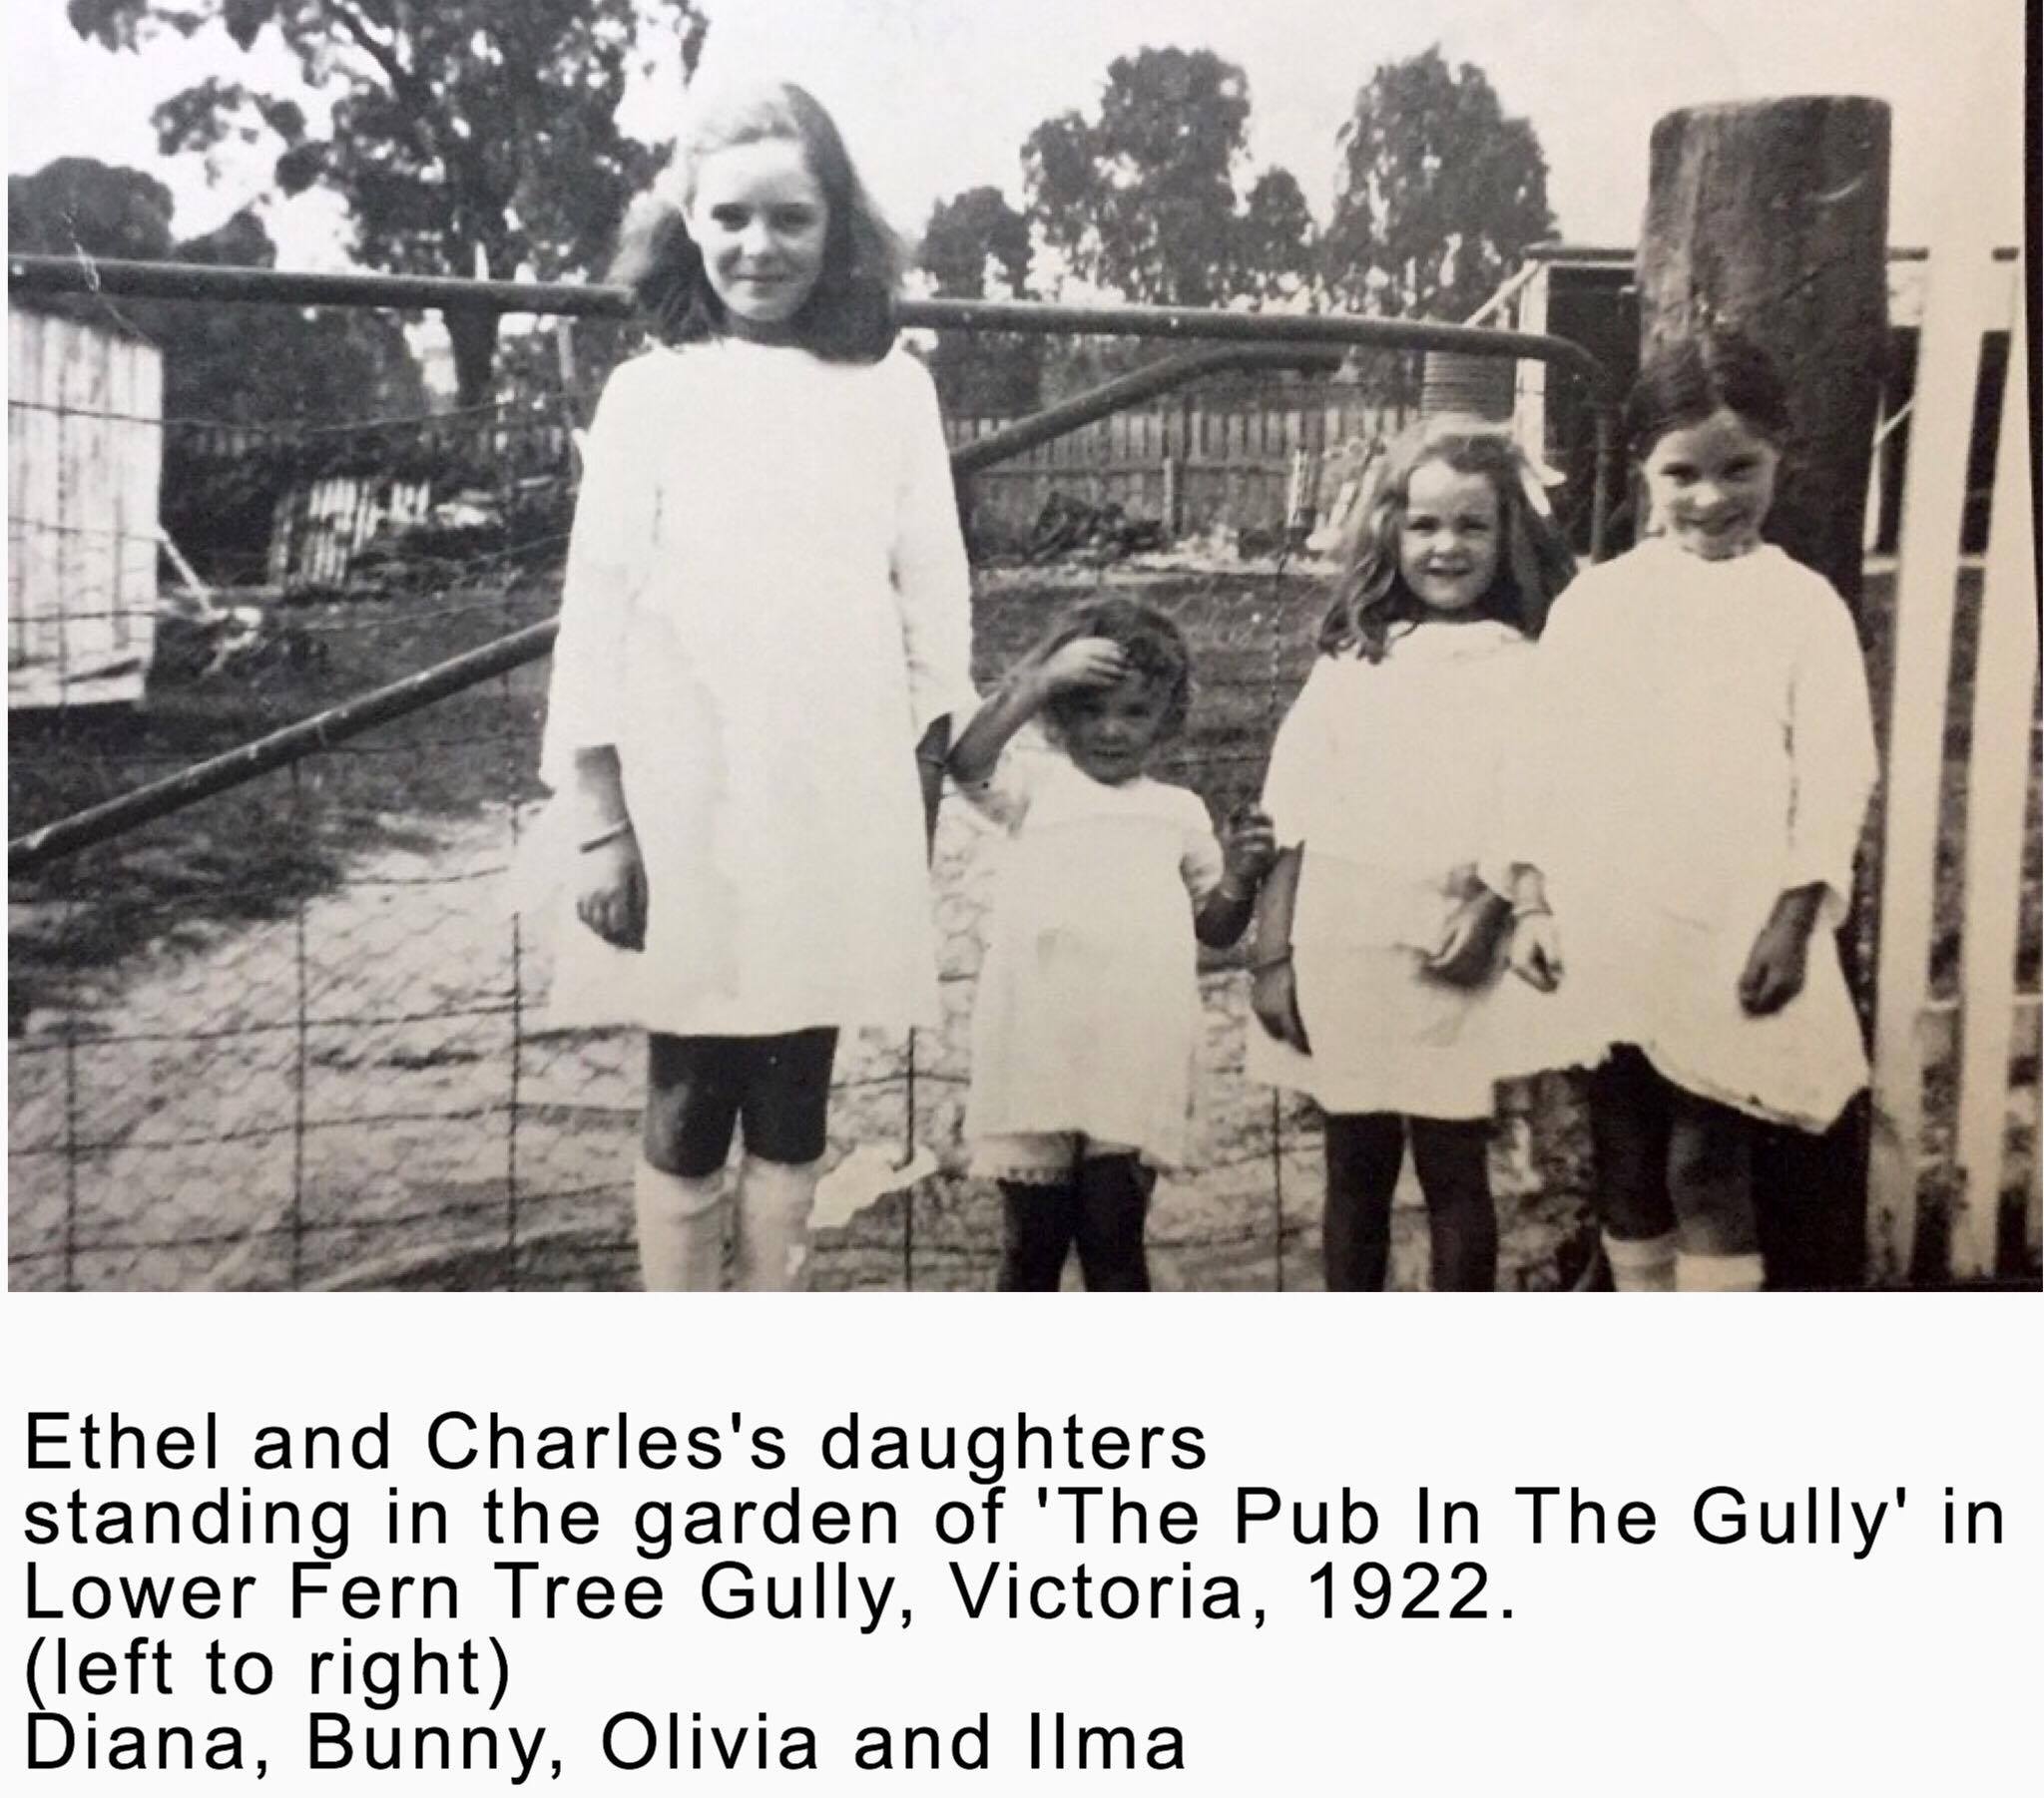 Ethel and Charles's daughters
standing in the garden of 'The Pub In The Gully' in
Lower Fern Tree Gully, Victoria, 1922.
(left to right)
Diana, Bunny, Olivia and Ilma